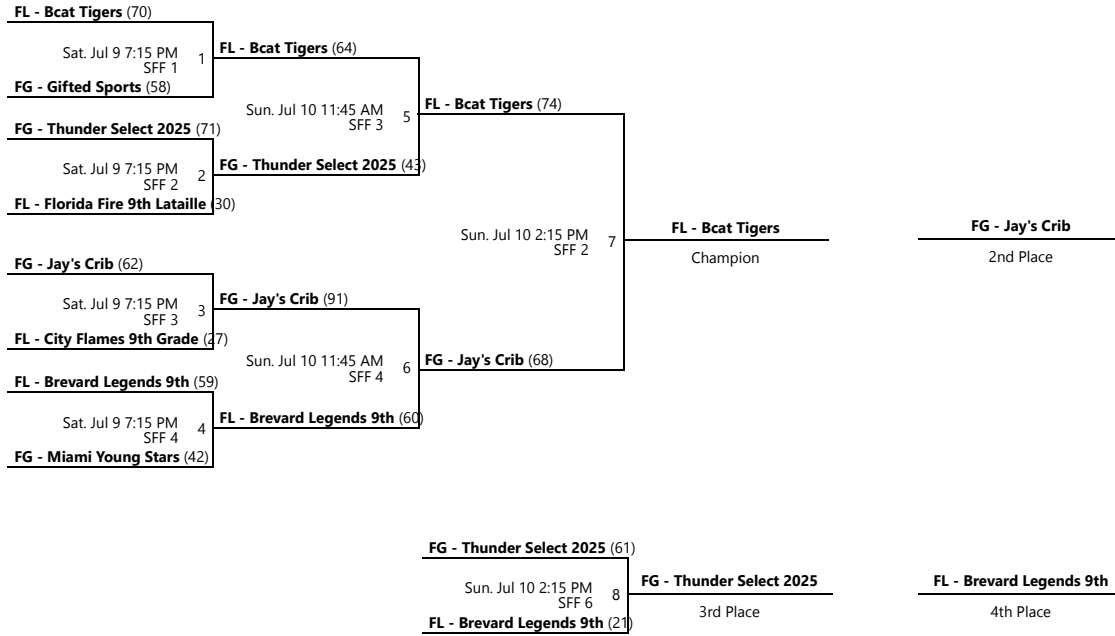 FL - Bcat Tigers (70)
Sat. Jul 9 7:15 PM 1
SFF 1
FG - Gifted Sports (58)
FL - Bcat Tigers (64)
FG - Thunder Select 2025 (71)
Sat. Jul 9 7:15 PM 2
SFF 2
FL - Florida Fire 9th Lataille (30)
Sun. Jul 10 11:45 AM 5
SFF 3
FG - Thunder Select 2025 (43)
FL - Bcat Tigers (74)
FG - Jay's Crib (62)
Sat. Jul 9 7:15 PM 3
SFF 3
FL - City Flames 9th Grade (27)
FG - Jay's Crib (91)
FL - Brevard Legends 9th (59)
Sat. Jul 9 7:15 PM 4
SFF 4
FG - Miami Young Stars (42)
Sun. Jul 10 11:45 AM 6
SFF 4
FL - Brevard Legends 9th (60)
FG - Jay's Crib (68)
Sun. Jul 10 2:15 PM 7
SFF 2
FL - Bcat Tigers
Champion
FG - Jay's Crib
2nd Place
FG - Thunder Select 2025 (61)
Sun. Jul 10 2:15 PM 8
SFF 6
FL - Brevard Legends 9th (21)
FG - Thunder Select 2025
3rd Place
FL - Brevard Legends 9th
4th Place